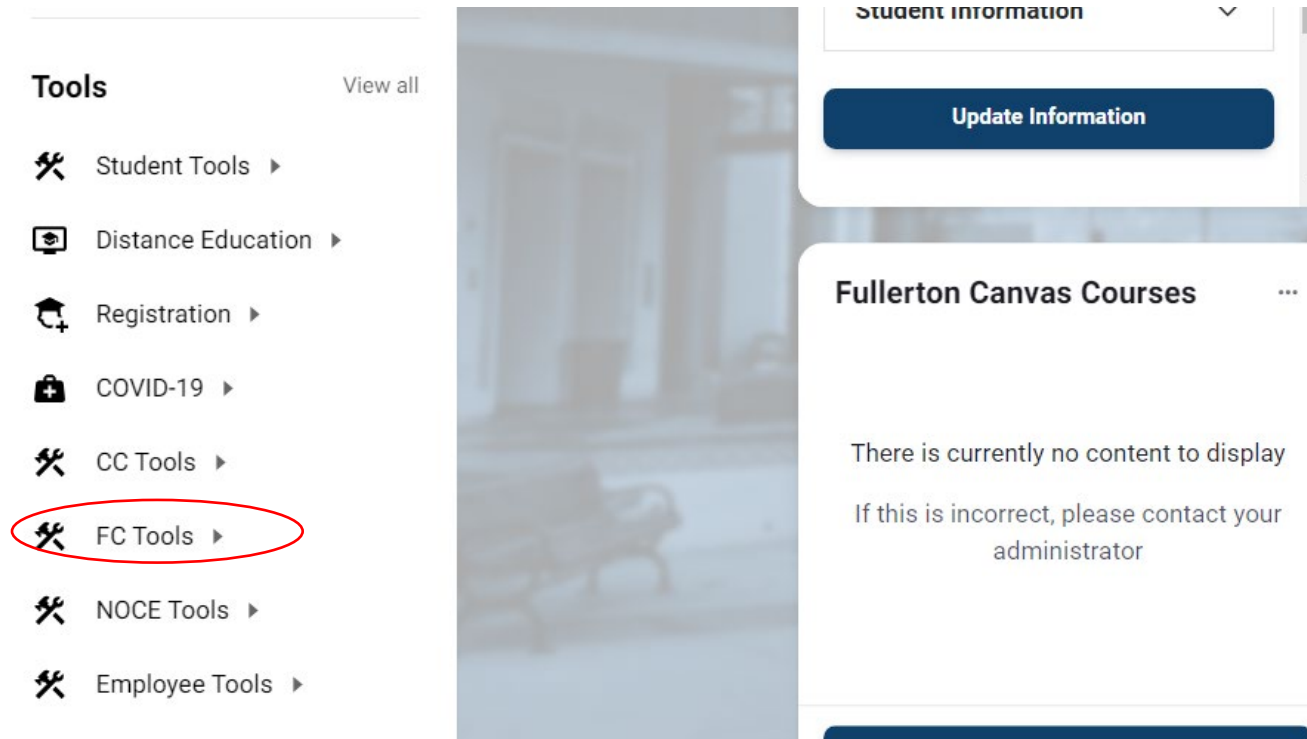 Tools
View all
Student Tools
Distance Education
Registration
COVID-19
CC Tools
FC Tools
NOCE Tools
Employee Tools
Student Information
Update Information
Fullerton Canvas Courses
There is currently no content to display
If this is incorrect, please contact your
administrator